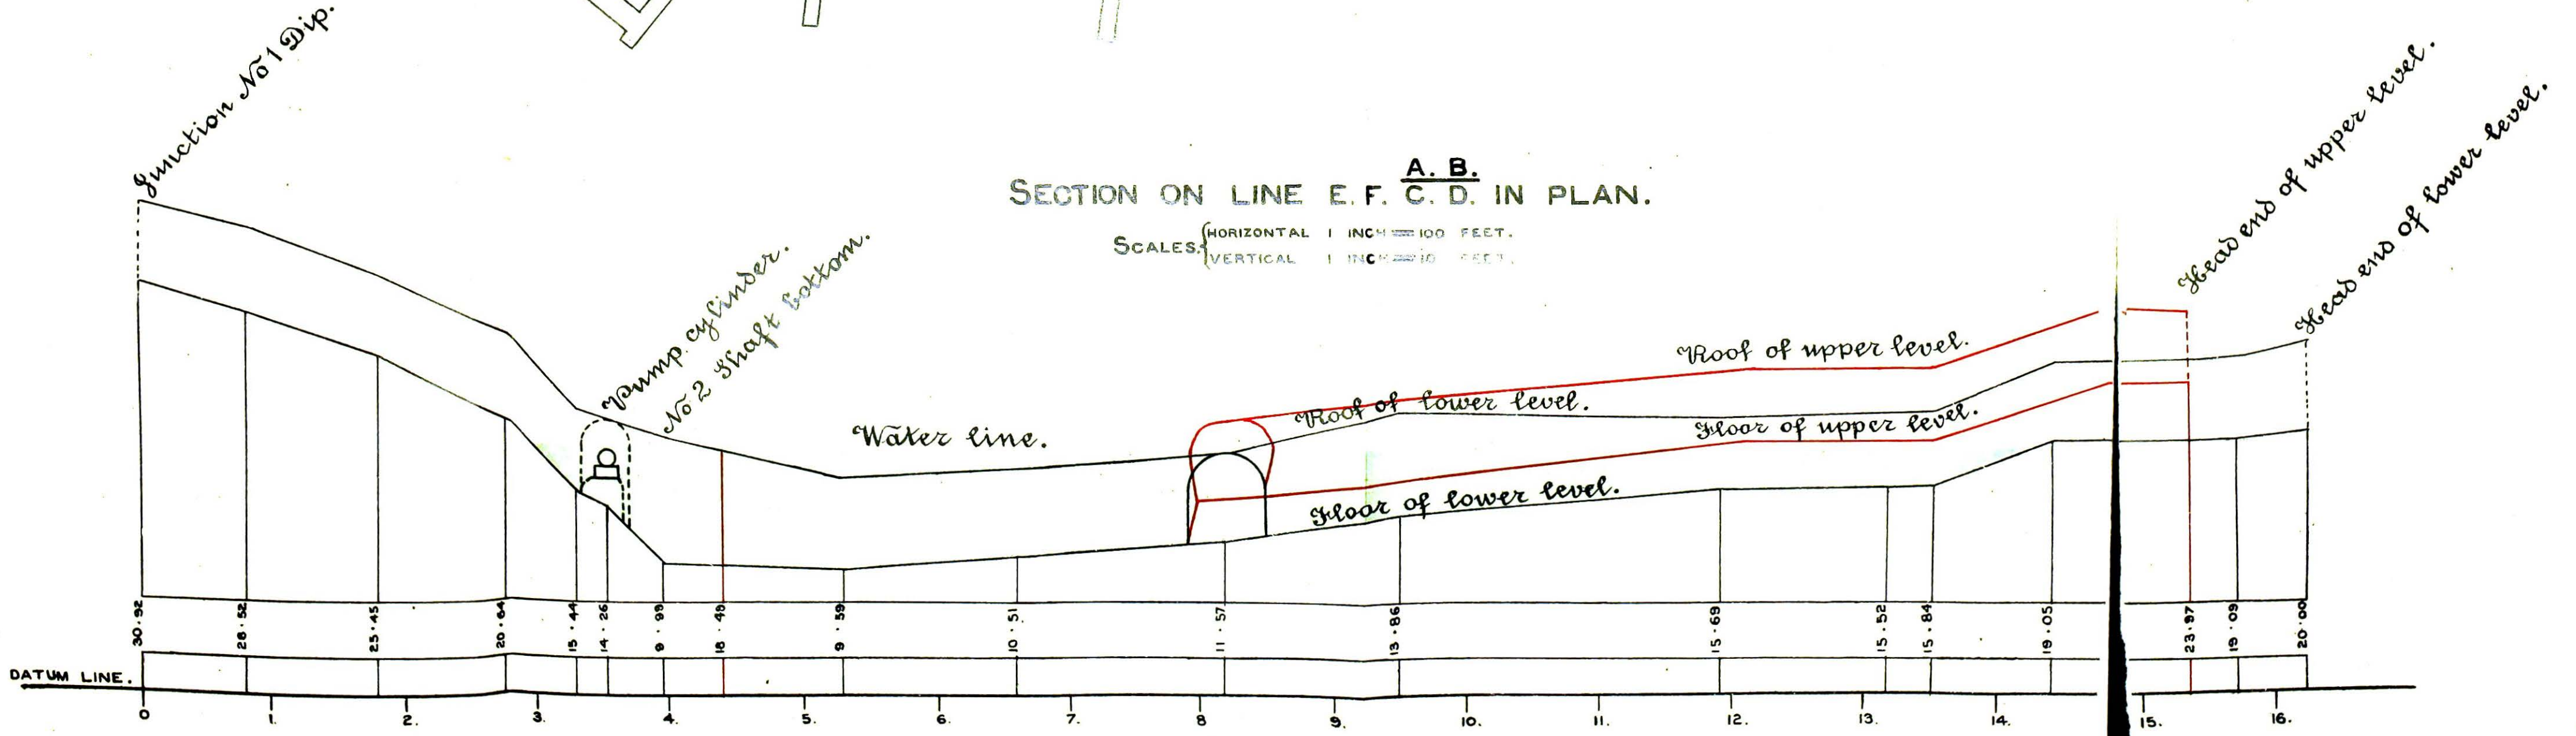 Junction No 1 Dip.
A. B.
SECTION ON LINE E. F. C. D. IN PLAN.
SCALES.
HORIZONTAL 1 INCH = 100 FEET.
VERTICAL 1 INCH = 10 FEET.
Pump cylinder.
No 2 Shaft bottom.
Head end of upper level.
Head end of lower level.
Roof of upper level.
Roof of lower level.
Water line.
Floor of upper level.
Floor of lower level.
30.92 28.52 25.45 20.64 15.44 14.26 9.99 18.49 9.59 10.51 11.57 13.86 15.69 15.52 15.84 19.05 23.97 19.09 20.00
DATUM LINE.
0 1. 2. 3. 4. 5. 6. 7. 8 9. 10. 11. 12. 13. 14. 15. 16.